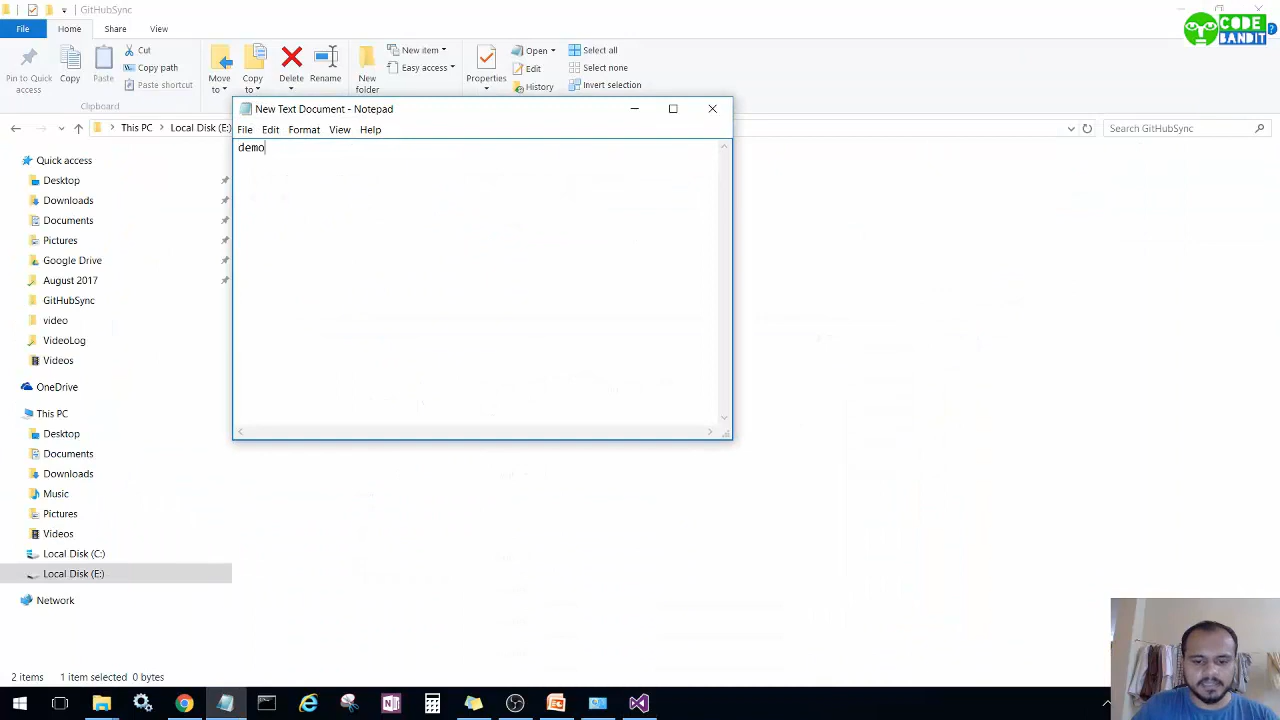 GitHubSync
CODE
BANDIT
File
Home
Share
View
Pin to Quick
access
Copy
Paste
Cut
Copy path
Paste shortcut
Clipboard
Move
to
Copy
to
Delete
Rename
New
folder
New item
Easy access
Properties
Open
Edit
History
Select all
Select none
Invert selection
This PC
Local Disk (E:)
Search GitHubSync
New Text Document - Notepad
File Edit Format View Help
demo
Quick access
Desktop
Downloads
Documents
Pictures
Google Drive
August 2017
GitHubSync
video
VideoLog
Videos
OneDrive
This PC
Desktop
Documents
Downloads
Music
Pictures
Videos
Local Disk (C:)
Local Disk (E:)
Network
2 items 1 item selected 0 bytes